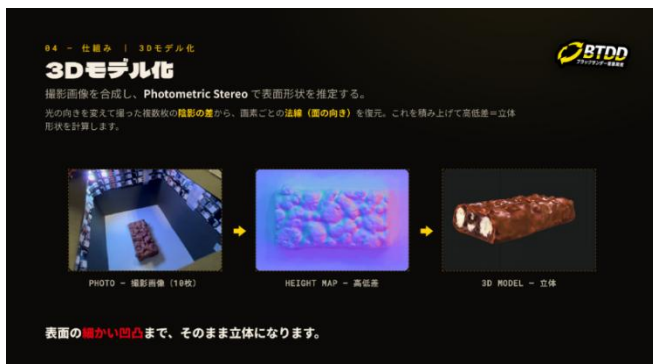 04 - 仕組み | 3Dモデル化
3Dモデル化
BTDD
撮影画像を合成し、Photometric Stereo で表面形状を推定する。
光の向きを変えて撮った複数枚の陰影の差から、画素ごとの法線（面の向き）を復元。これを積み上げて高低差＝立体
形状を計算します。
PHOTO - 撮影画像（10枚）
HEIGHT MAP - 高低差
3D MODEL - 立体
表面の細かい凹凸まで、そのまま立体になります。